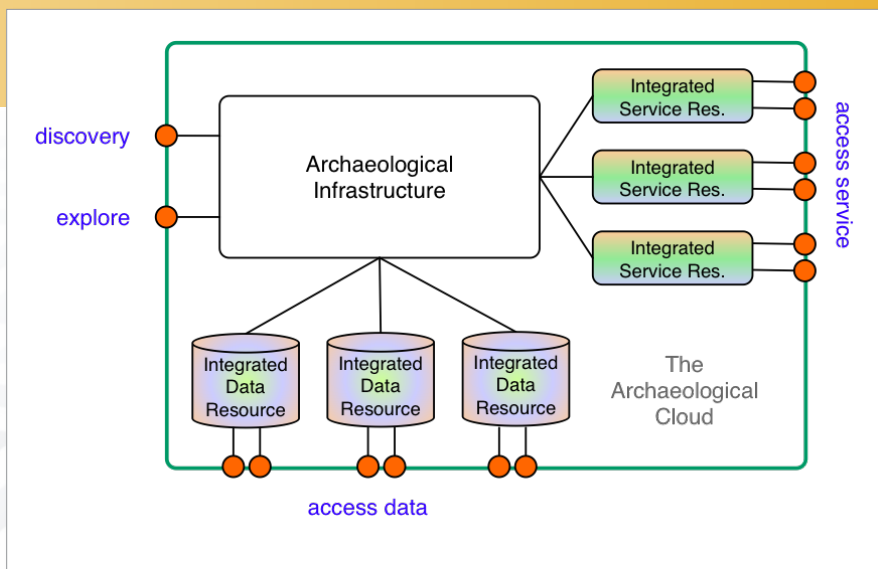 discovery
explore
Archaeological
Infrastructure
Integrated
Service Res.
Integrated
Service Res.
Integrated
Service Res.
access service
Integrated
Data
Resource
Integrated
Data
Resource
Integrated
Data
Resource
The
Archaeological
Cloud
access data